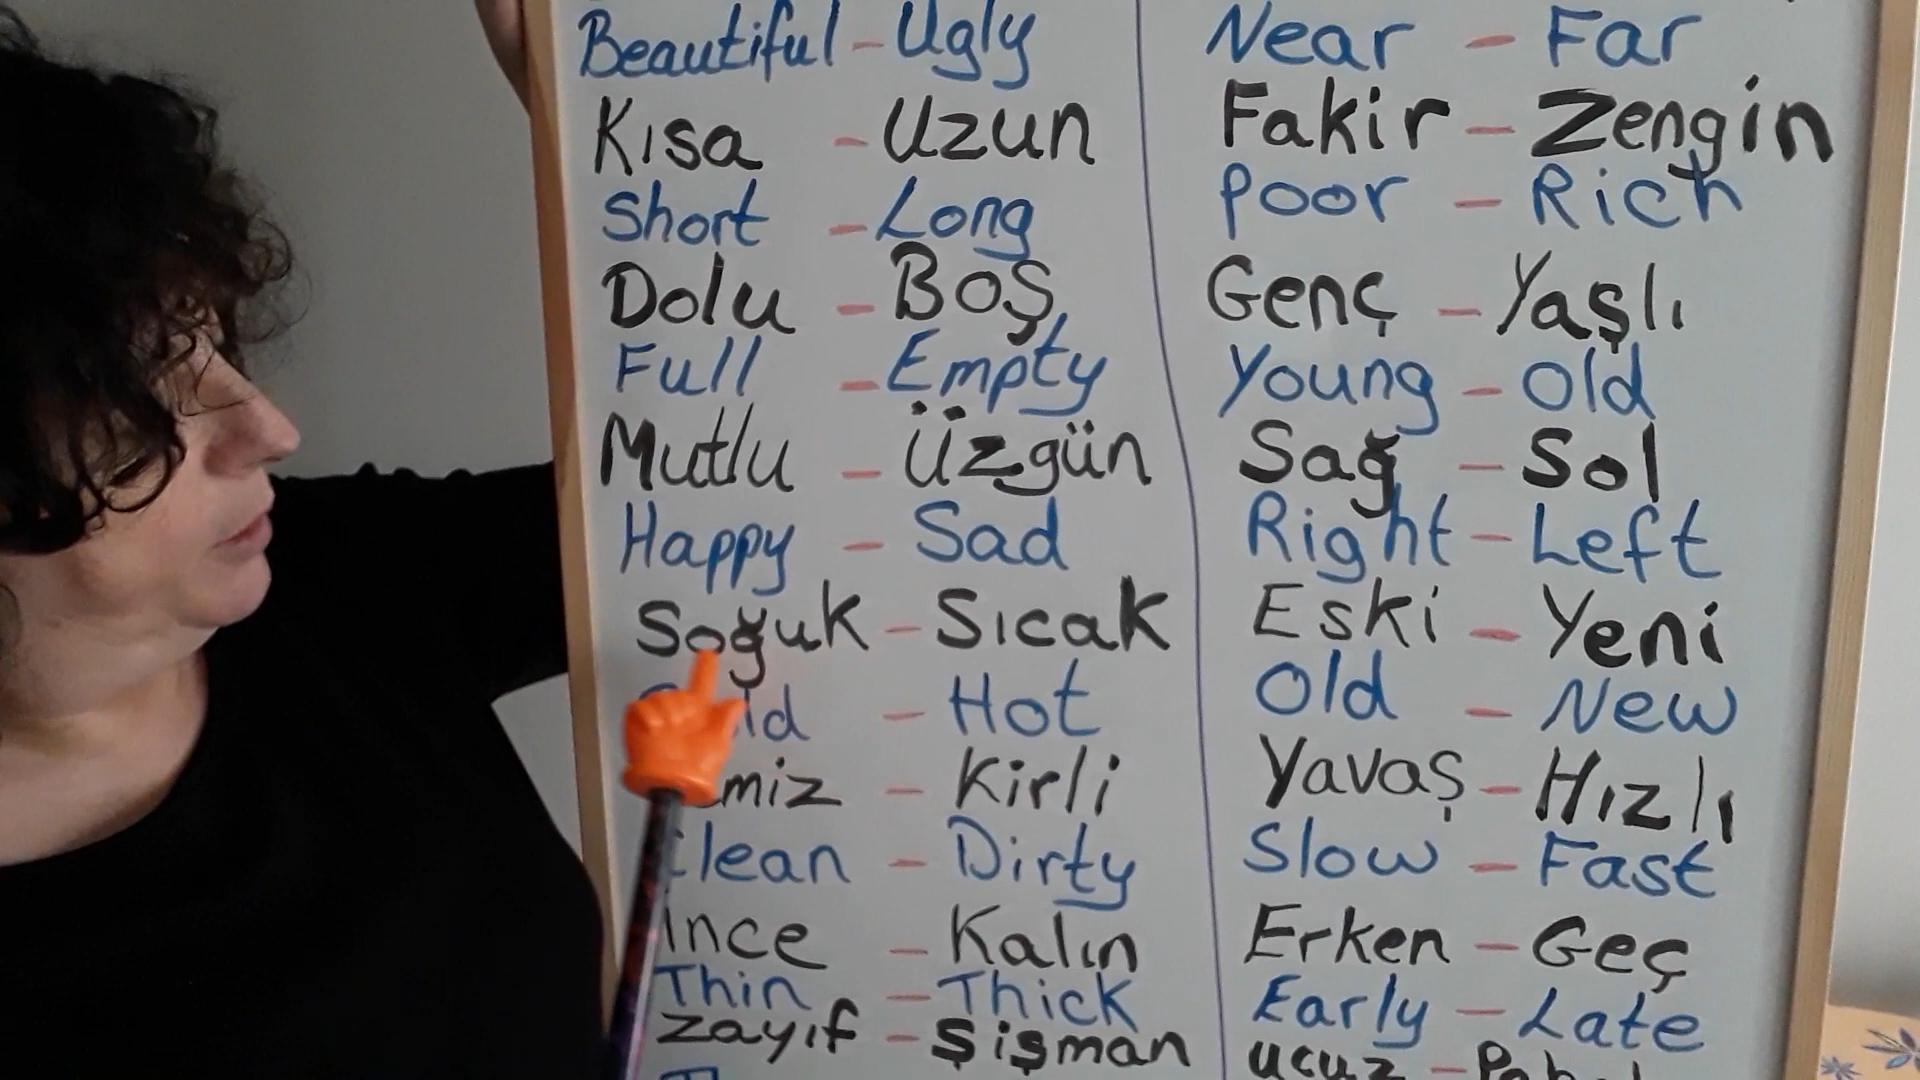 Beautiful - Ugly
Kısa - Uzun
Short - Long
Dolu - Boş
Full - Empty
Mutlu - Üzgün
Happy - Sad
Soğuk - Sıcak
- Hot
- Kirli
Clean - Dirty
İnce - Kalın
Thin - Thick
Zayıf - Şişman
Near - Far
Fakir - Zengin
Poor - Rich
Genç - Yaşlı
Young - Old
Sağ - Sol
Right - Left
Eski - Yeni
Old - New
Yavaş - Hızlı
Slow - Fast
Erken - Geç
Early - Late
ucuz -